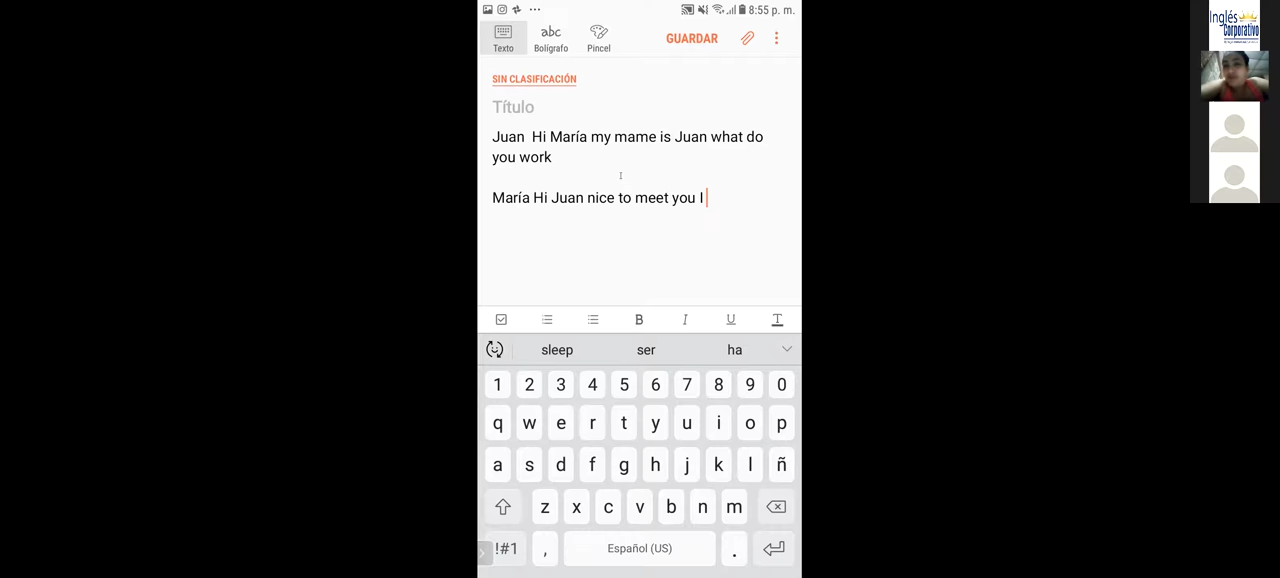 8:55 p. m.
Texto
abc
Bolígrafo
Pincel
GUARDAR
SIN CLASIFICACIÓN
Título
Juan Hi María my mame is Juan what do
you work
María Hi Juan nice to meet you I
B I U T
sleep ser ha
1 2 3 4 5 6 7 8 9 0
q w e r t y u i o p
a s d f g h j k l ñ
z x c v b n m
!#1 , Español (US) .
Inglés
Corporativo